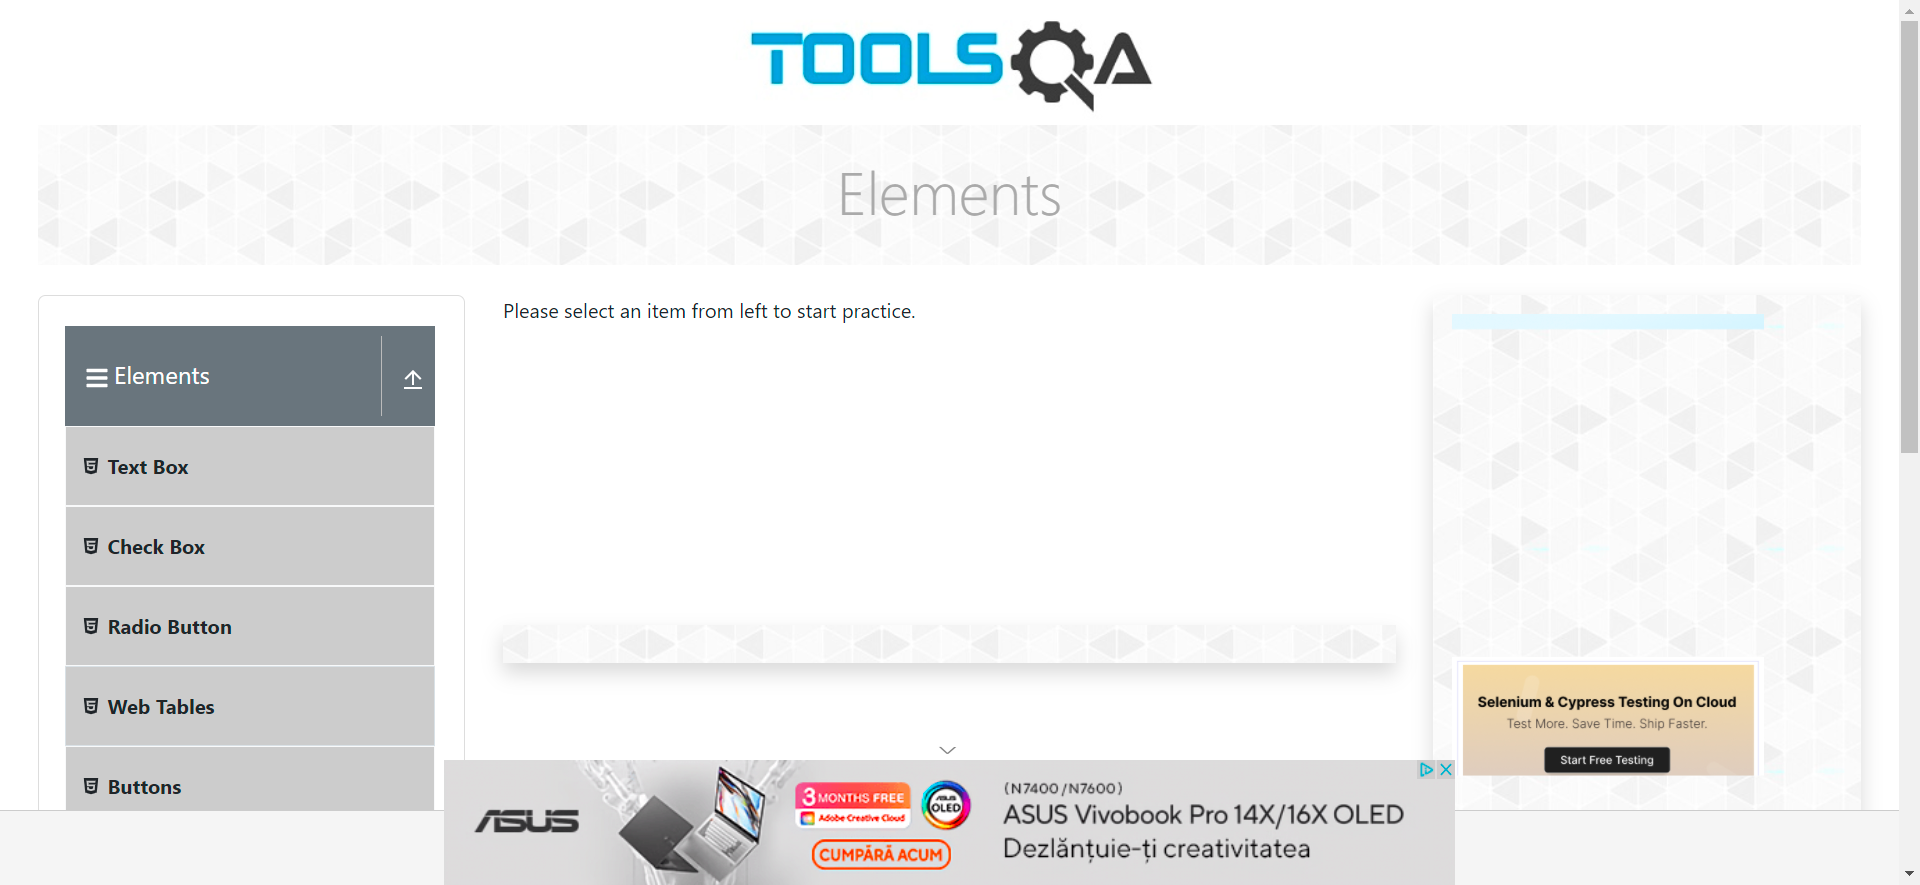 TOOLSQA
Elements
Elements
Text Box
Check Box
Radio Button
Web Tables
Buttons
Please select an item from left to start practice.
Selenium & Cypress Testing On Cloud
Test More. Save Time. Ship Faster.
Start Free Testing
ASUS
3 MONTHS FREE
Adobe Creative Cloud
ASUS
OLED
CUMPĂRĂ ACUM
(N7400/N7600)
ASUS Vivobook Pro 14X/16X OLED
Dezlănțuie-ți creativitatea